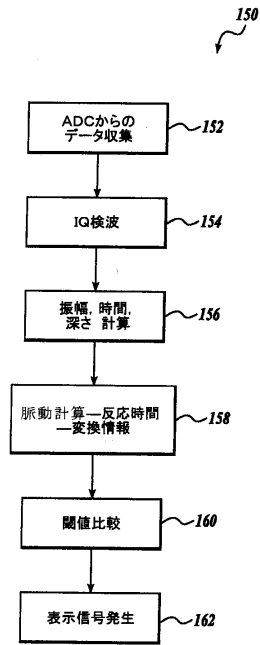 150
ADCからの
データ収集
152
IQ検波
154
振幅, 時間,
深さ 計算
156
脈動計算—反応時間
—変換情報
158
閾値比較
160
表示信号発生
162